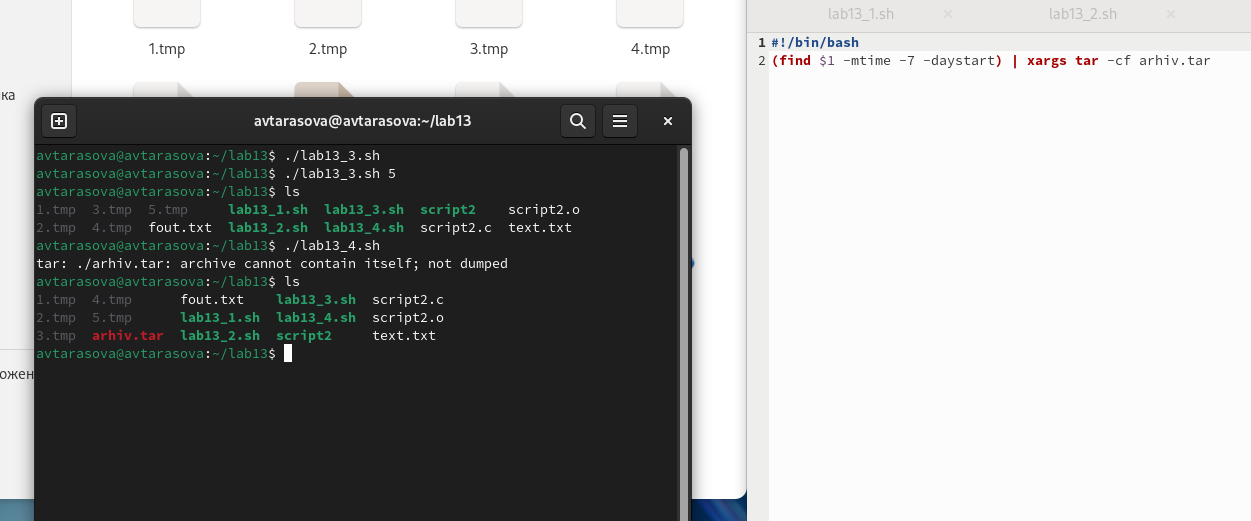 1.tmp 2.tmp 3.tmp 4.tmp
ка
ожен
avtarasova@avtarasova:~/lab13
avtarasova@avtarasova:~/lab13$ ./lab13_3.sh
avtarasova@avtarasova:~/lab13$ ./lab13_3.sh 5
avtarasova@avtarasova:~/lab13$ ls
1.tmp  3.tmp  5.tmp     lab13_1.sh  lab13_3.sh  script2    script2.o
2.tmp  4.tmp  fout.txt  lab13_2.sh  lab13_4.sh  script2.c  text.txt
avtarasova@avtarasova:~/lab13$ ./lab13_4.sh
tar: ./arhiv.tar: archive cannot contain itself; not dumped
avtarasova@avtarasova:~/lab13$ ls
1.tmp  4.tmp      fout.txt    lab13_3.sh  script2.c
2.tmp  5.tmp      lab13_1.sh  lab13_4.sh  script2.o
3.tmp  arhiv.tar  lab13_2.sh  script2     text.txt
avtarasova@avtarasova:~/lab13$
lab13_1.sh × lab13_2.sh ×
1 #!/bin/bash
2 (find $1 -mtime -7 -daystart) | xargs tar -cf arhiv.tar